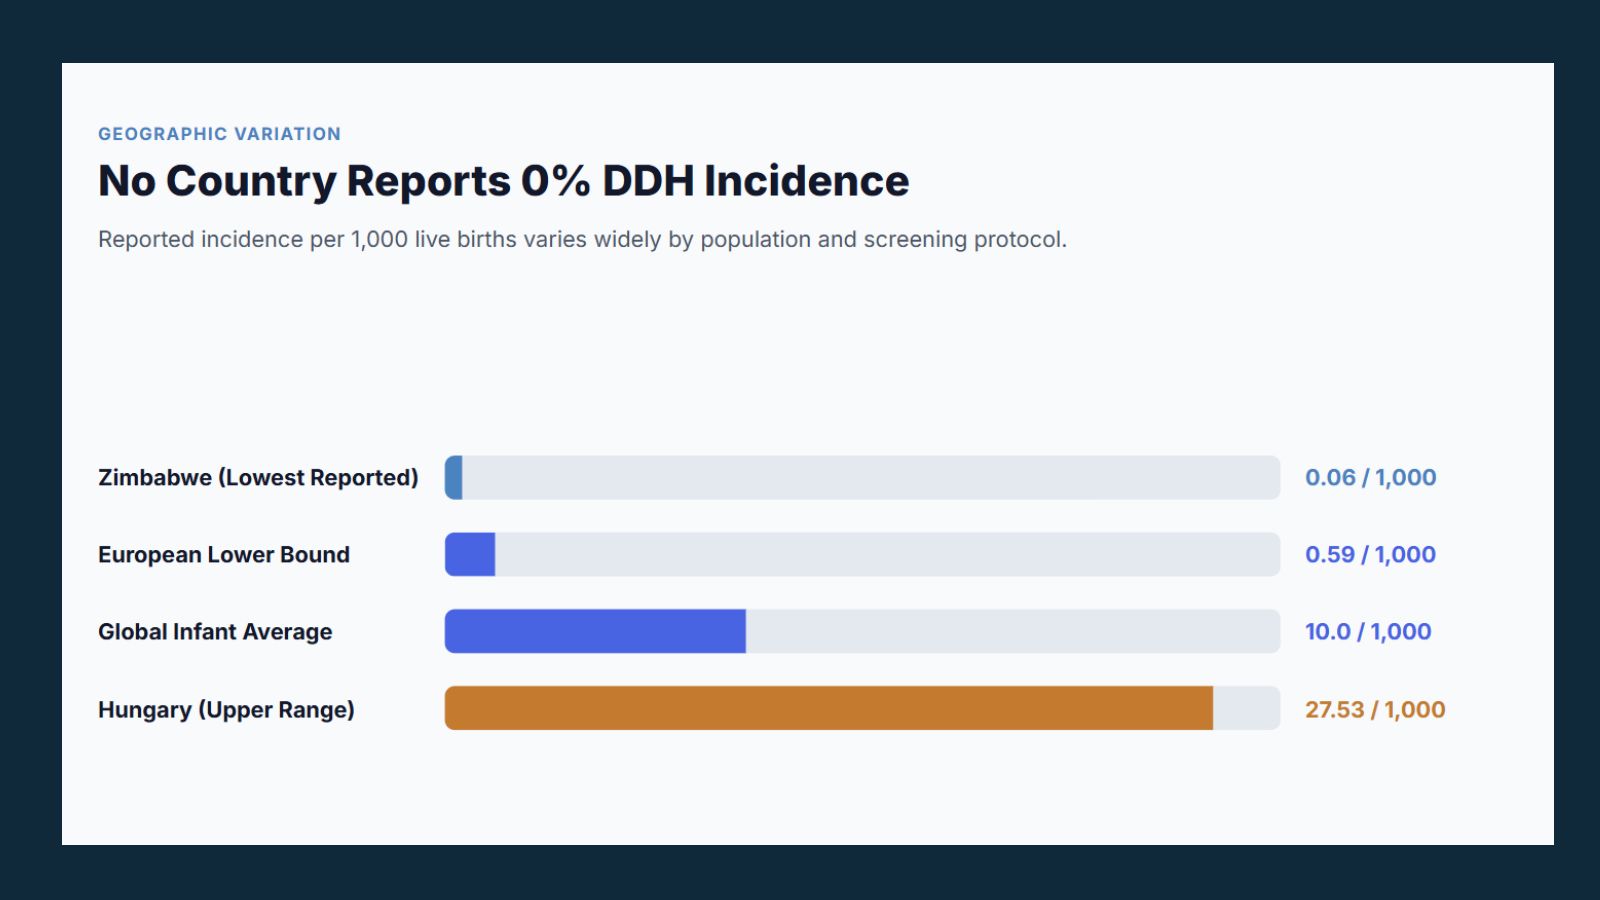 GEOGRAPHIC VARIATION
No Country Reports 0% DDH Incidence
Reported incidence per 1,000 live births varies widely by population and screening protocol.
Zimbabwe (Lowest Reported) 0.06 / 1,000
European Lower Bound 0.59 / 1,000
Global Infant Average 10.0 / 1,000
Hungary (Upper Range) 27.53 / 1,000